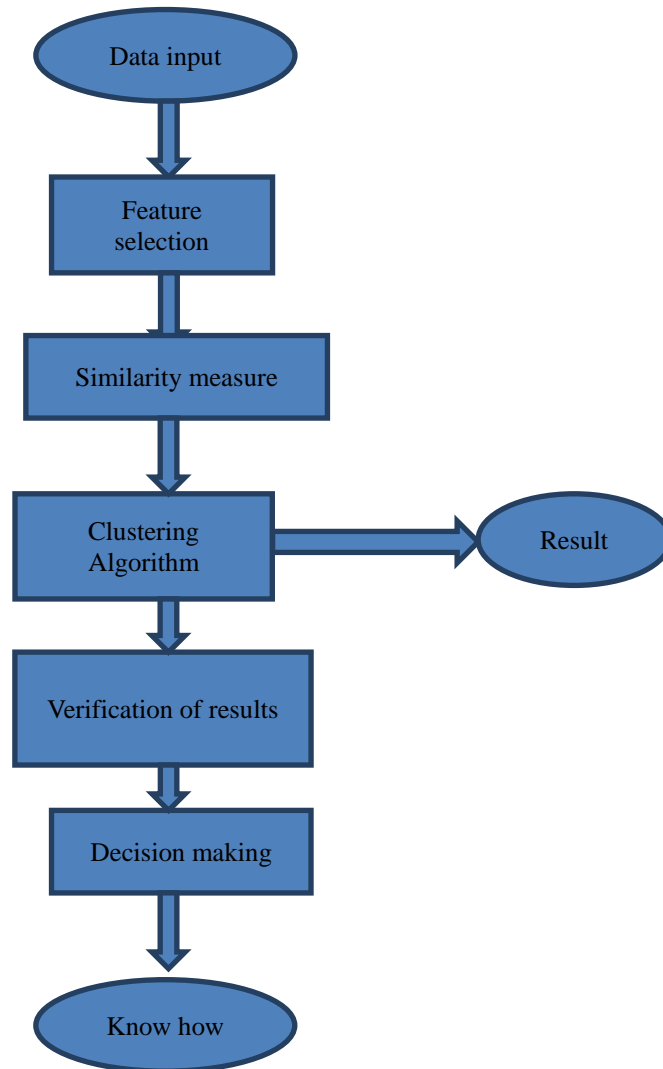 Data input
Feature
selection
Similarity measure
Clustering
Algorithm
Result
Verification of results
Decision making
Know how